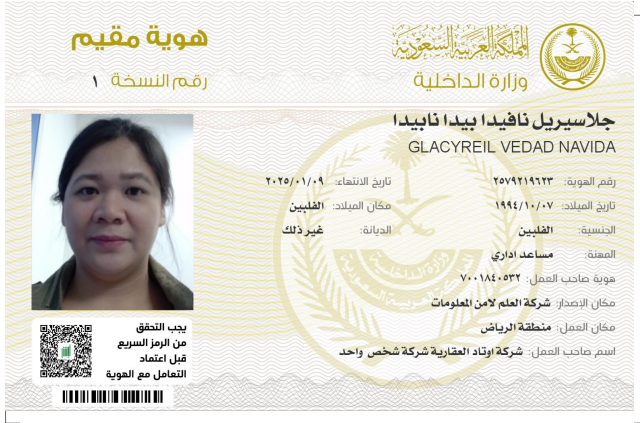 هوية مقيم
رقم النسخة ١
المملكة العربية السعودية
وزارة الداخلية
جلاسيريل نافيدا بيدا نابيدا
GLACYREIL VEDAD NAVIDA
رقم الهوية: ٢٥٧٩٢١٩٦٢٣
تاريخ الانتهاء: ٢٠٢٥/٠١/٠٩
تاريخ الميلاد: ١٩٩٤/١٠/٠٧
مكان الميلاد: الفلبين
الجنسية: الفلبين
الديانة: غير ذلك
المهنة: مساعد اداري
هوية صاحب العمل: ٧٠٠١٨٤٠٥٣٢
مكان الإصدار: شركة العلم لامن المعلومات
مكان العمل: منطقة الرياض
اسم صاحب العمل: شركة اوتاد العقارية شركة شخص واحد
يجب التحقق
من الرمز السريع
قبل اعتماد
التعامل مع الهوية